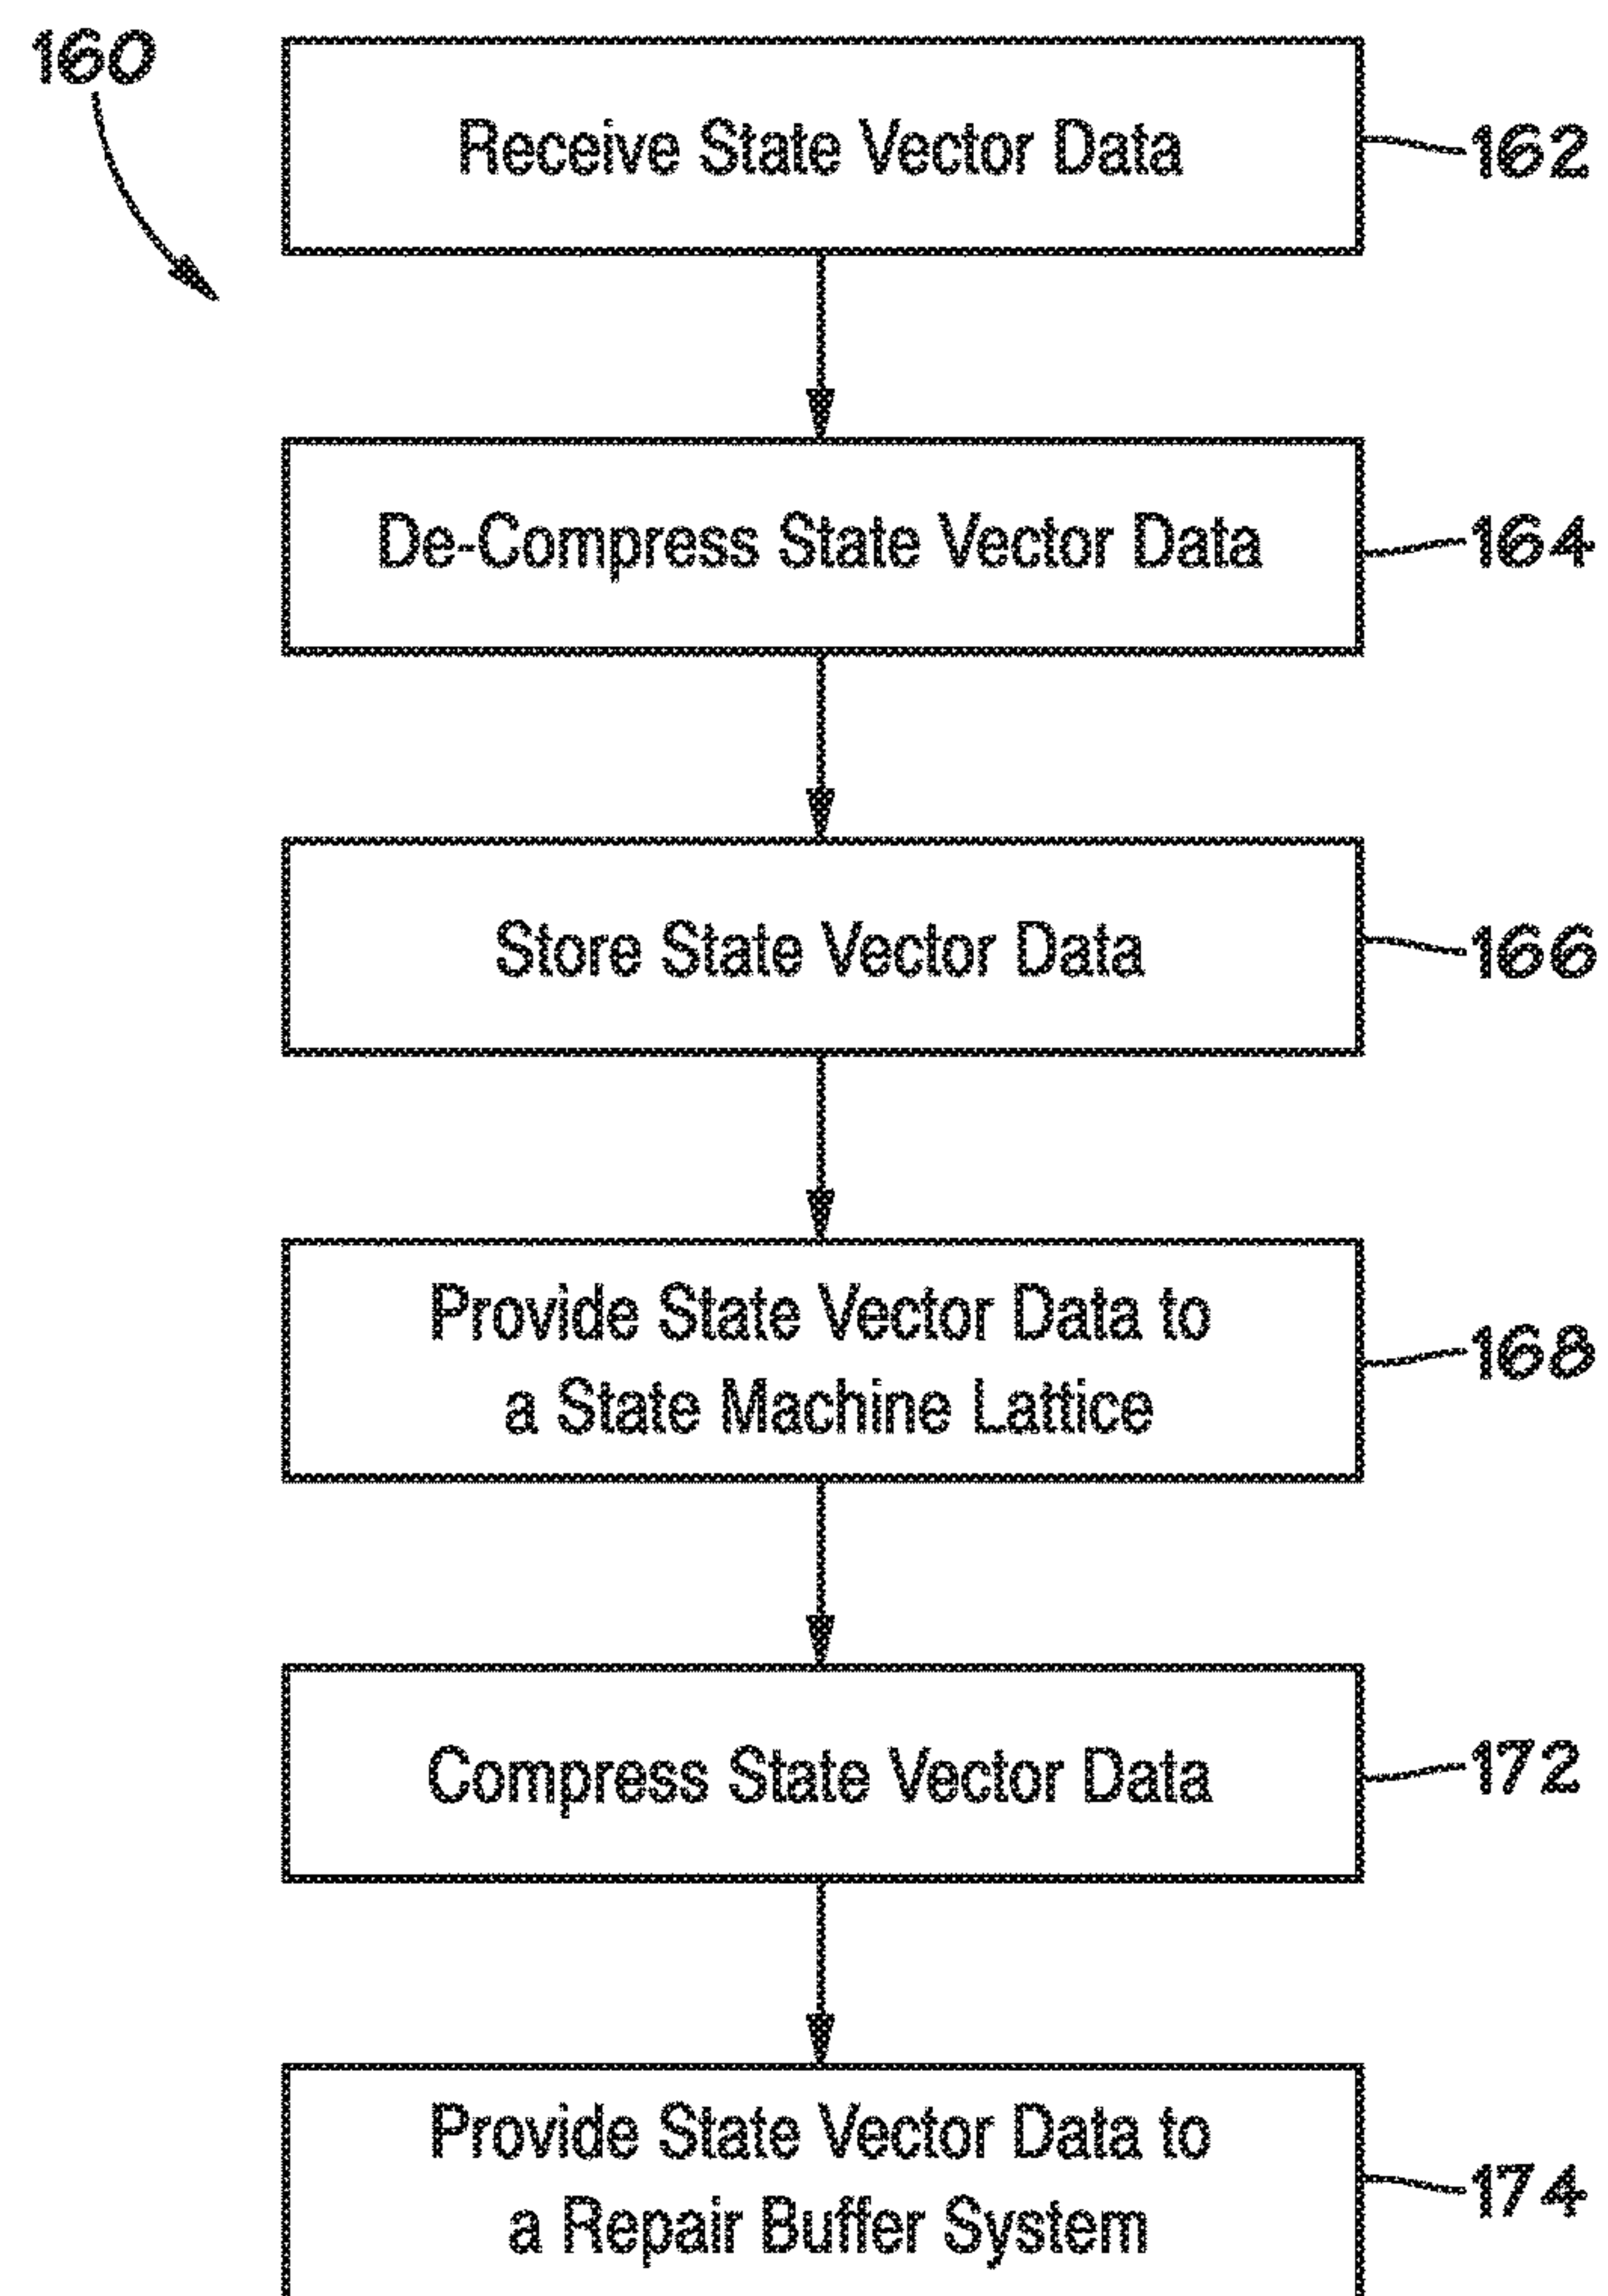 160
Receive State Vector Data
162
De-Compress State Vector Data
164
Store State Vector Data
166
Provide State Vector Data to
a State Machine Lattice
168
Compress State Vector Data
172
Provide State Vector Data to
a Repair Buffer System
174